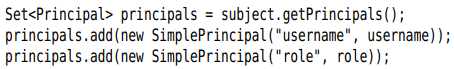 Set<Principal> principals = subject.getPrincipals();
principals.add(new SimplePrincipal("username", username));
principals.add(new SimplePrincipal("role", role));